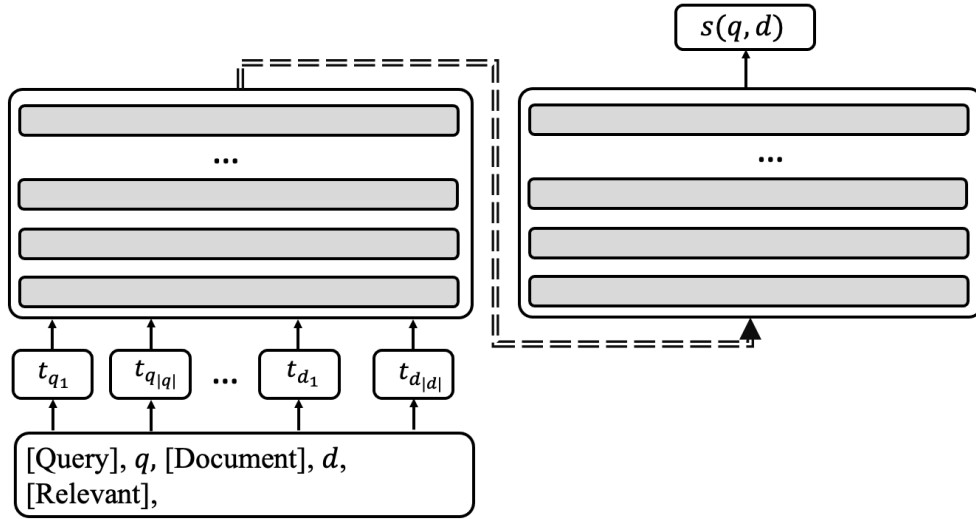 s(q, d)
...
...
t_{q_1} t_{q_{|q|}} ... t_{d_1} t_{d_{|d|}}
[Query], q, [Document], d,
[Relevant],